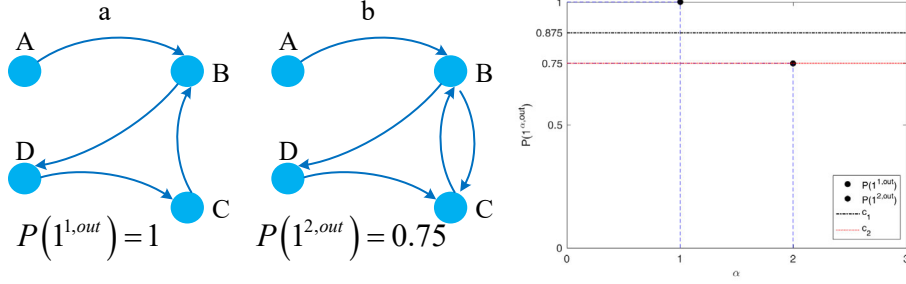 a
A
B
D
C
P(1^{1,out}) = 1
b
A
B
D
C
P(1^{2,out}) = 0.75
1
0.875
0.75
0.5
0
P(1^{α,out})
0 1 2 3
α
P(1^{1,out})
P(1^{2,out})
c_1
c_2